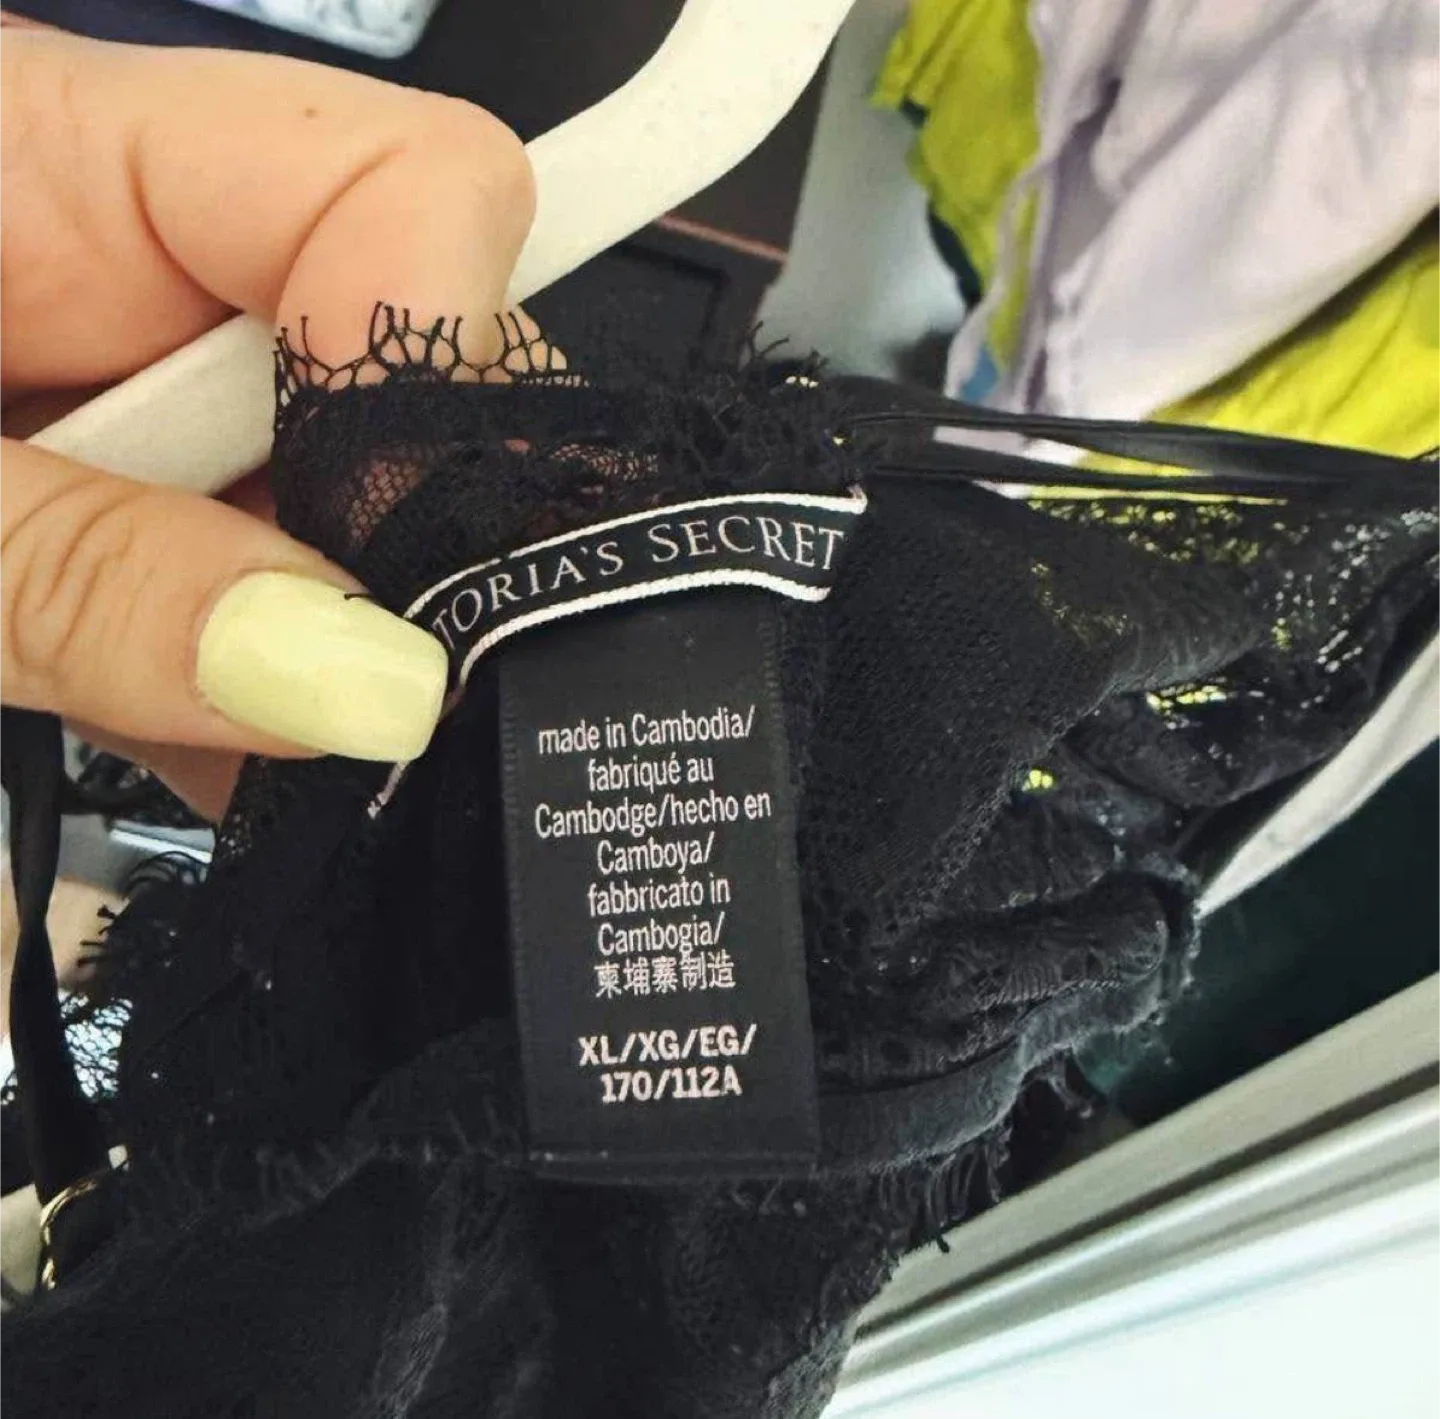 TORIA'S SECRET
made in Cambodia/
fabriqué au
Cambodge/hecho en
Camboya/
fabbricato in
Cambogia/
柬埔寨制造
XL/XG/EG/
170/112A